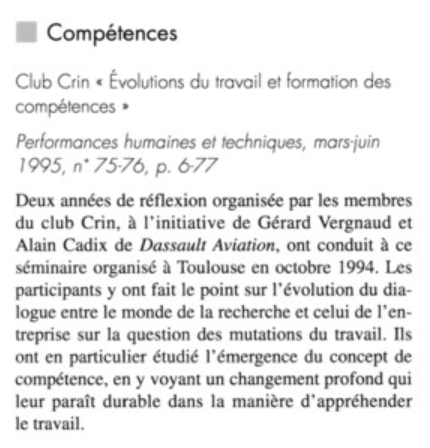 Compétences
Club Crin « Évolutions du travail et formation des
compétences »
Performances humaines et techniques, mars-juin
1995, n° 75-76, p. 6-77
Deux années de réflexion organisée par les membres
du club Crin, à l'initiative de Gérard Vergnaud et
Alain Cadix de Dassault Aviation, ont conduit à ce
séminaire organisé à Toulouse en octobre 1994. Les
participants y ont fait le point sur l'évolution du dia-
logue entre le monde de la recherche et celui de l'en-
treprise sur la question des mutations du travail. Ils
ont en particulier étudié l'émergence du concept de
compétence, en y voyant un changement profond qui
leur paraît durable dans la manière d'appréhender
le travail.